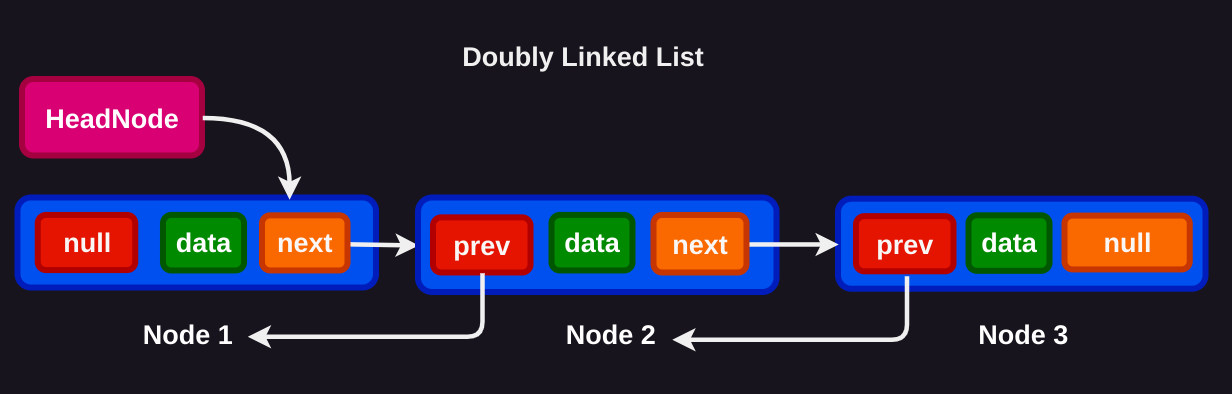 Doubly Linked List
HeadNode
null data next
prev data next
prev data null
Node 1
Node 2
Node 3